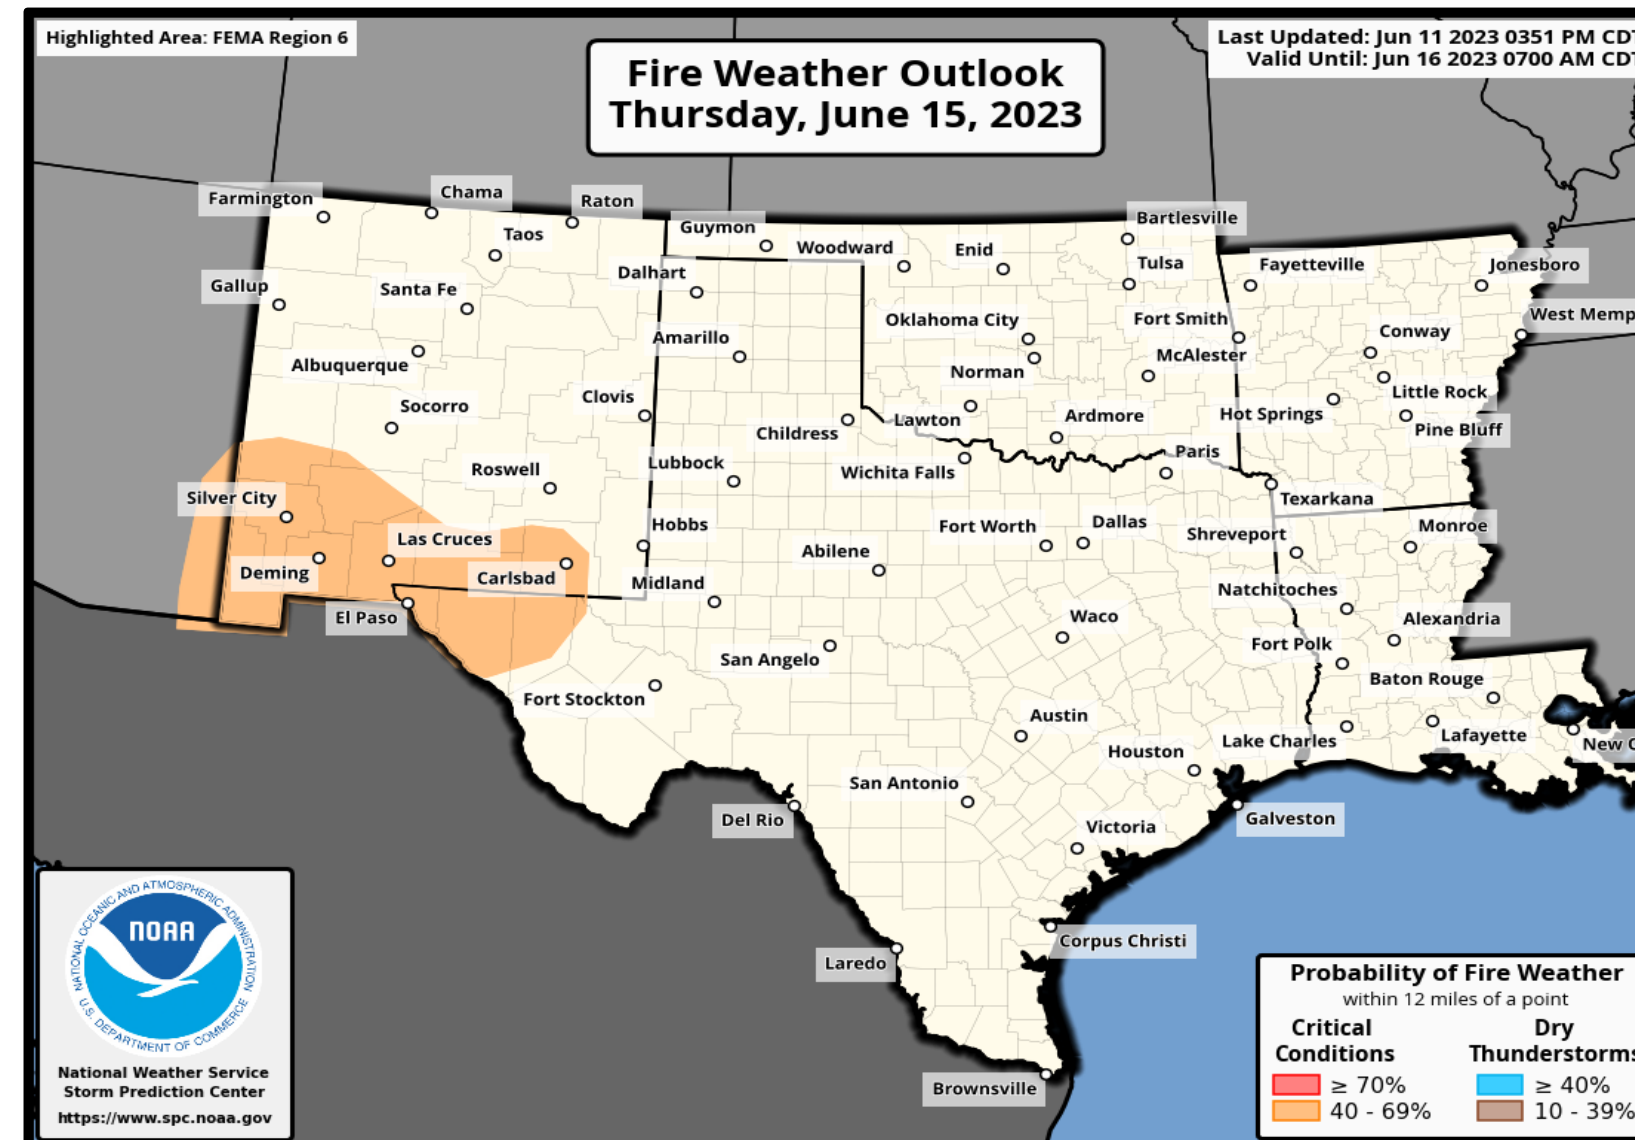 Highlighted Area: FEMA Region 6
Last Updated: Jun 11 2023 0351 PM CDT
Valid Until: Jun 16 2023 0700 AM CDT
Fire Weather Outlook
Thursday, June 15, 2023
Farmington
Chama
Raton
Taos
Guymon
Woodward
Enid
Bartlesville
Tulsa
Fayetteville
Jonesboro
Gallup
Santa Fe
Dalhart
Oklahoma City
Fort Smith
West Memp
Albuquerque
Amarillo
Norman
McAlester
Conway
Little Rock
Socorro
Clovis
Childress
Lawton
Ardmore
Hot Springs
Pine Bluff
Roswell
Lubbock
Wichita Falls
Paris
Texarkana
Silver City
Las Cruces
Hobbs
Abilene
Fort Worth
Dallas
Shreveport
Monroe
Deming
Carlsbad
Midland
Natchitoches
El Paso
San Angelo
Waco
Fort Polk
Alexandria
Fort Stockton
Austin
Baton Rouge
Houston
Lake Charles
Lafayette
New O
San Antonio
Del Rio
Victoria
Galveston
Corpus Christi
Laredo
Brownsville
NATIONAL OCEANIC AND ATMOSPHERIC ADMINISTRATION
NOAA
U.S. DEPARTMENT OF COMMERCE
National Weather Service
Storm Prediction Center
https://www.spc.noaa.gov
Probability of Fire Weather
within 12 miles of a point
Critical Conditions
Dry Thunderstorms
≥ 70%
≥ 40%
40 - 69%
10 - 39%